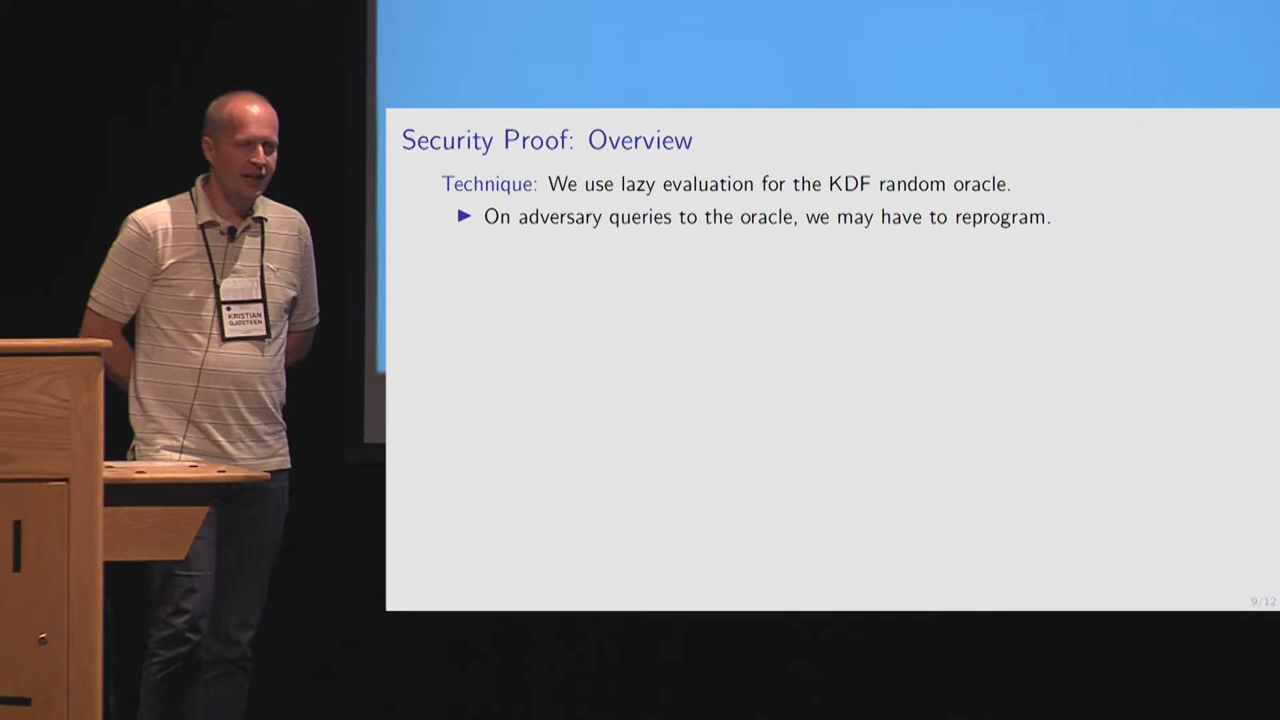 Security Proof: Overview
Technique: We use lazy evaluation for the KDF random oracle.
▶ On adversary queries to the oracle, we may have to reprogram.
KRISTIAN
GJØSTEEN
9/12